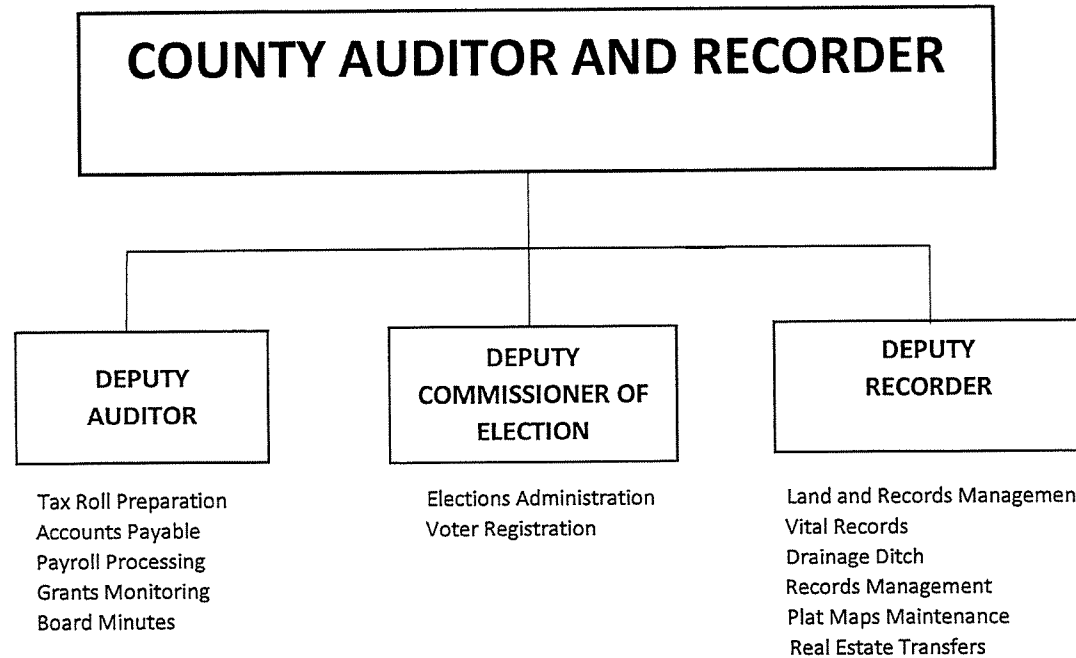 COUNTY AUDITOR AND RECORDER
DEPUTY
AUDITOR
Tax Roll Preparation
Accounts Payable
Payroll Processing
Grants Monitoring
Board Minutes
DEPUTY
COMMISSIONER OF
ELECTION
Elections Administration
Voter Registration
DEPUTY
RECORDER
Land and Records Managemen
Vital Records
Drainage Ditch
Records Management
Plat Maps Maintenance
Real Estate Transfers